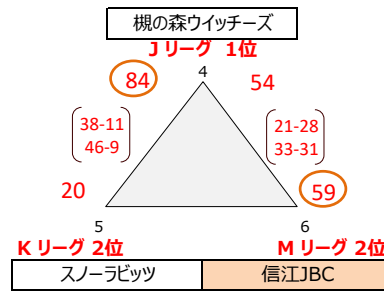 槻の森ウイッチーズ
Jリーグ 1位
84
4
54
38-11
46-9
21-28
33-31
20
59
5
6
Kリーグ 2位
Mリーグ 2位
スノーラビッツ
信江JBC